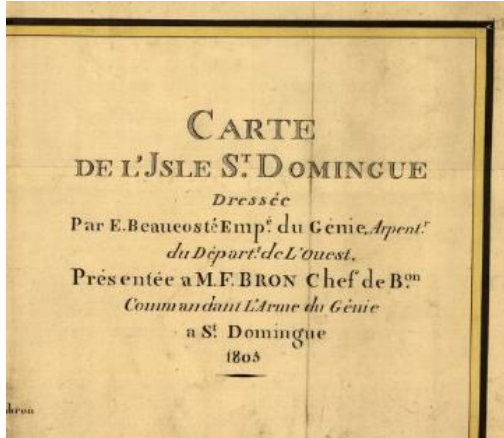 CARTE
DE L'JSLE S.T DOMINGUE
Dressée
Par E. Beaucosté Emp.é du Génie, Arpent.r
du Départ.t de L'Ouest.
Présentée a M.F. BRON Chef de B.on
Commandant L'Arme du Génie
a S.t Domingue
1803